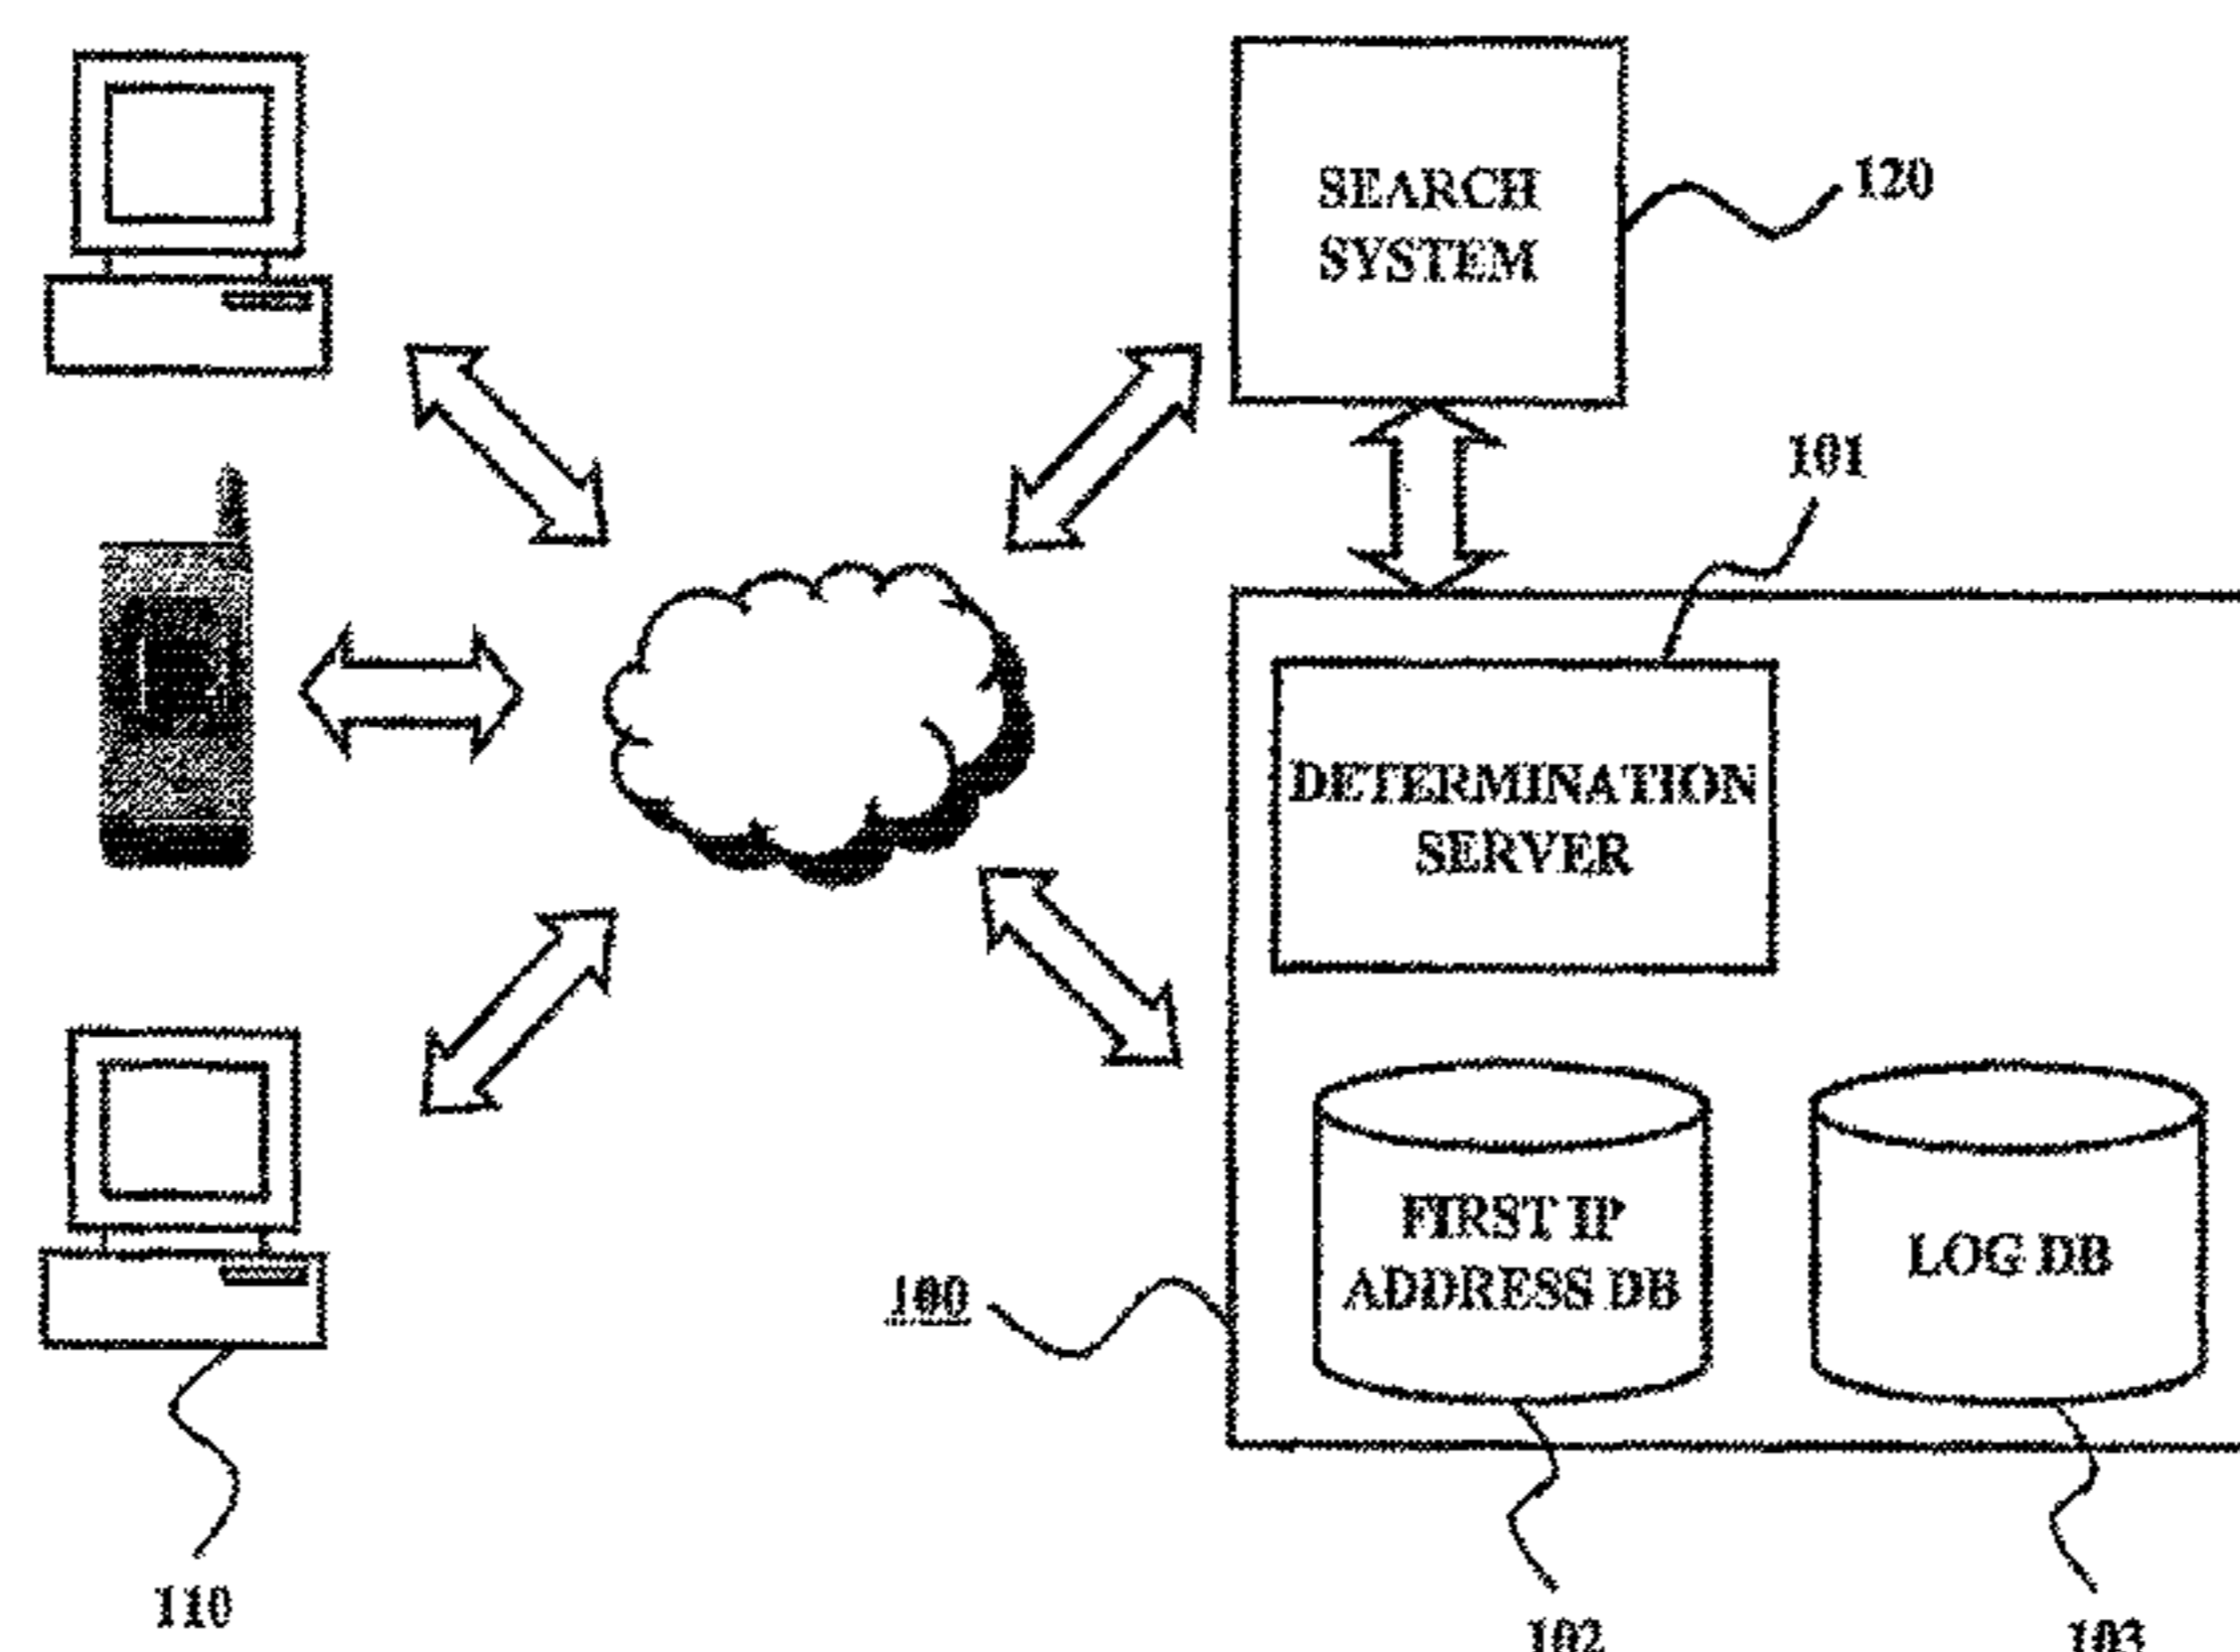 SEARCH
SYSTEM
120
101
DETERMINATION
SERVER
FIRST IP
ADDRESS DB
LOG DB
100
110
102
103